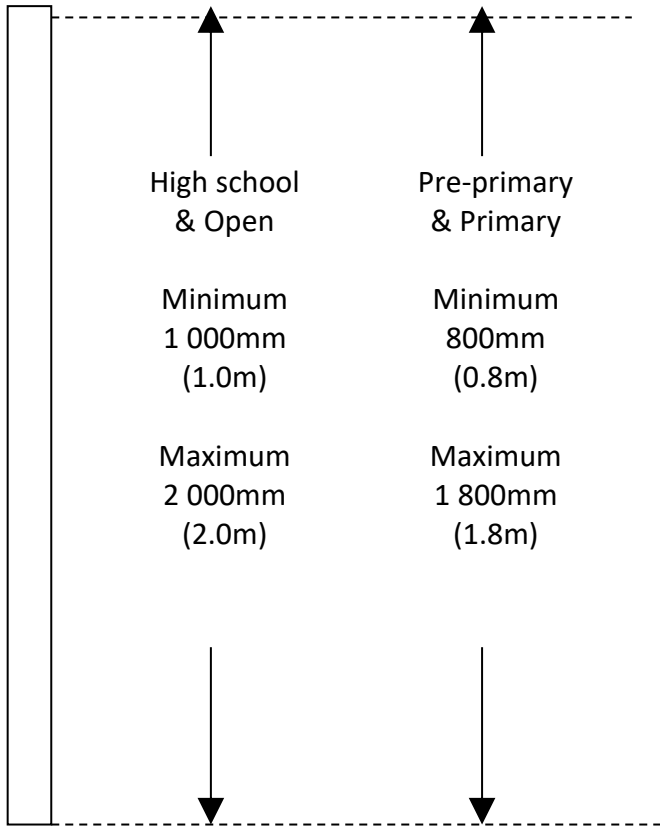 High school
& Open
Minimum
1 000mm
(1.0m)
Maximum
2 000mm
(2.0m)
Pre-primary
& Primary
Minimum
800mm
(0.8m)
Maximum
1 800mm
(1.8m)